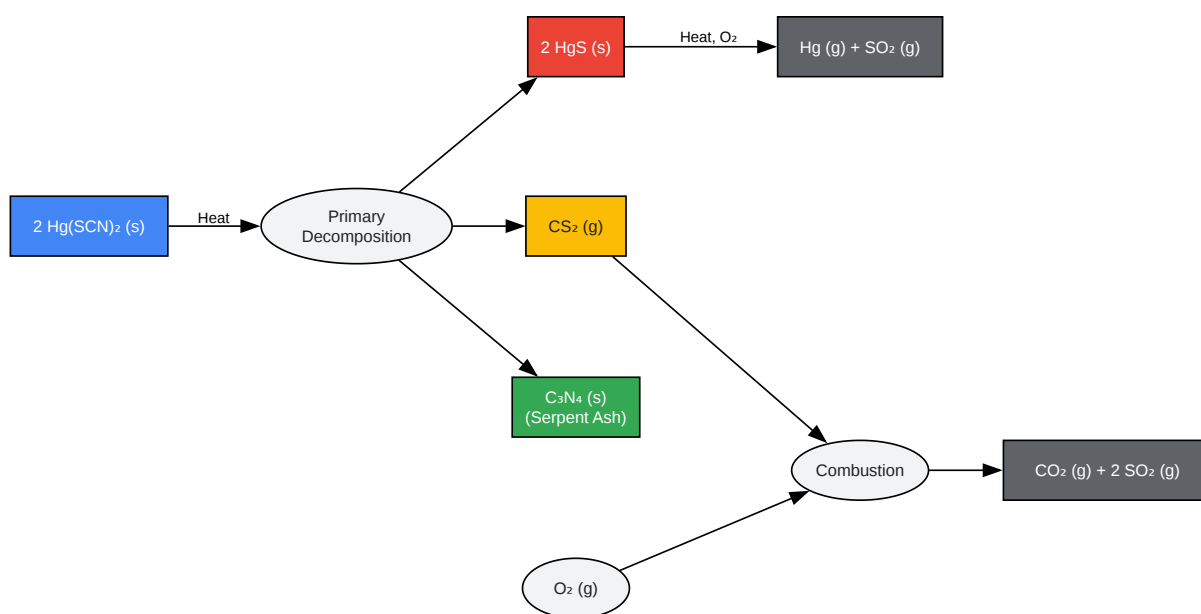 2 HgS (s)
Heat, O₂
Hg (g) + SO₂ (g)
2 Hg(SCN)₂ (s)
Heat
Primary
Decomposition
CS₂ (g)
C₃N₄ (s)
(Serpent Ash)
Combustion
CO₂ (g) + 2 SO₂ (g)
O₂ (g)